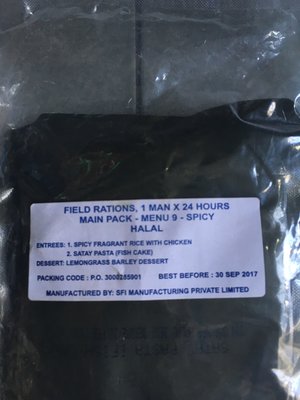 FIELD RATIONS, 1 MAN X 24 HOURS
MAIN PACK - MENU 9 - SPICY
HALAL
ENTREES: 1. SPICY FRAGRANT RICE WITH CHICKEN
2. SATAY PASTA (FISH CAKE)
DESSERT: LEMONGRASS BARLEY DESSERT
PACKING CODE : P.O. 3000285901 BEST BEFORE : 30 SEP 2017
MANUFACTURED BY: SFI MANUFACTURING PRIVATE LIMITED